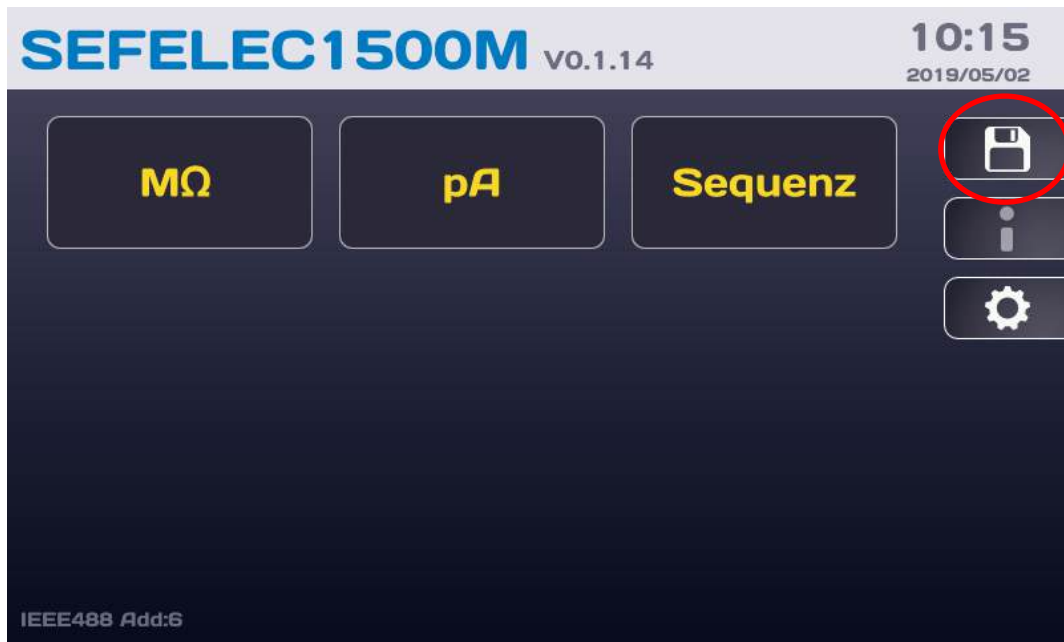 SEFELEC1500M V0.1.14
10:15
2019/05/02
MΩ
pA
Sequenz
IEEE488 Add:6